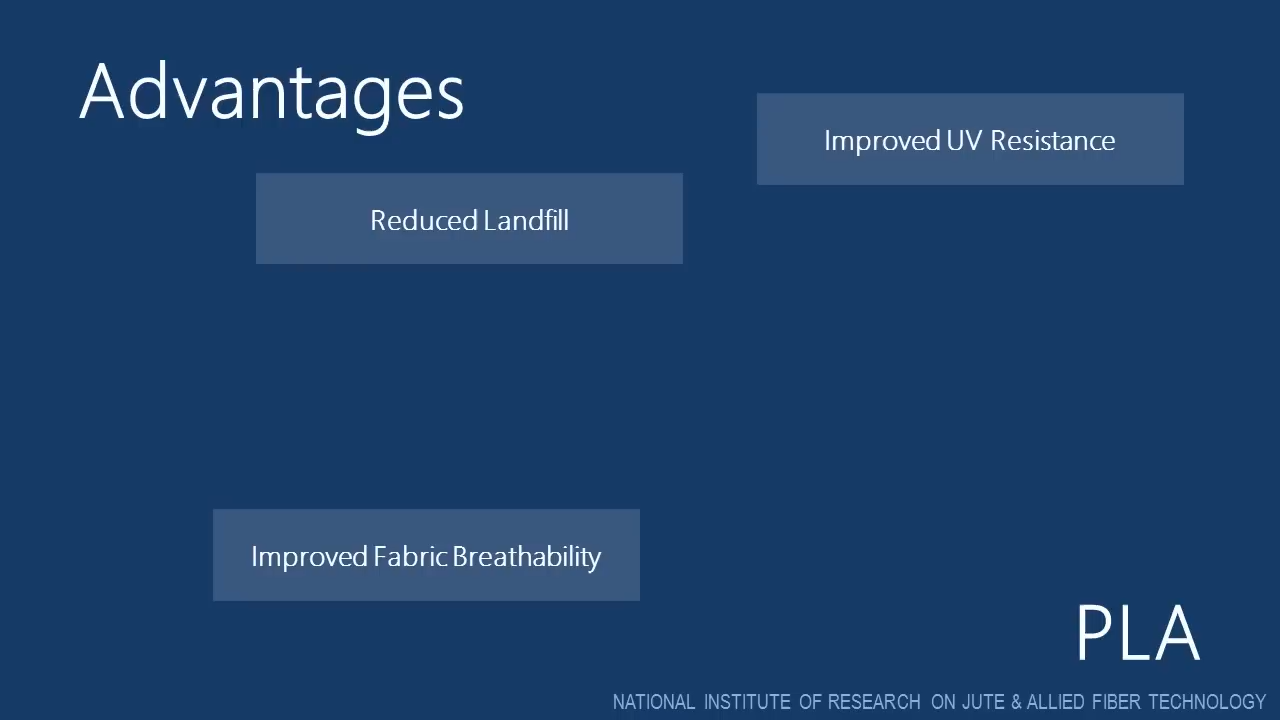 Advantages
Improved UV Resistance
Reduced Landfill
Improved Fabric Breathability
PLA
NATIONAL INSTITUTE OF RESEARCH ON JUTE & ALLIED FIBER TECHNOLOGY